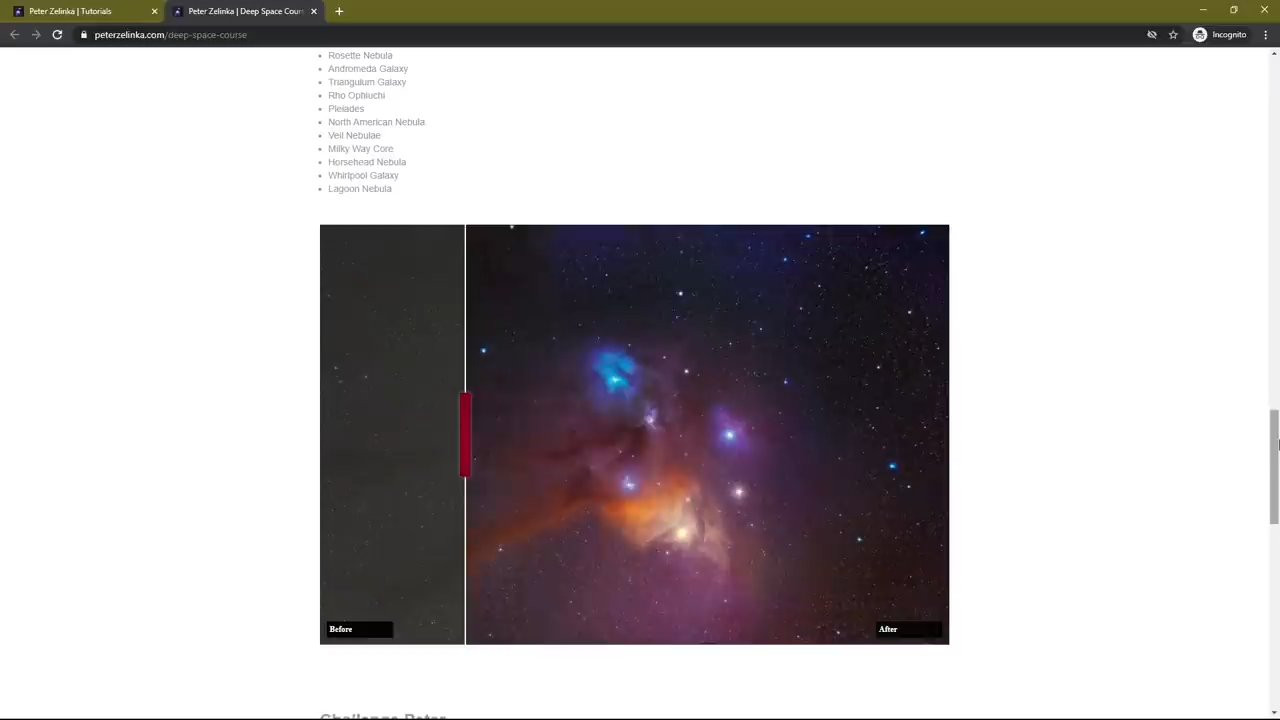 Peter Zelinka | Tutorials
Peter Zelinka | Deep Space Cour
peterzelinka.com/deep-space-course
Incognito
Rosette Nebula
Andromeda Galaxy
Triangulum Galaxy
Rho Ophiuchi
Pleiades
North American Nebula
Veil Nebulae
Milky Way Core
Horsehead Nebula
Whirlpool Galaxy
Lagoon Nebula
Before
After
Challenge Peter